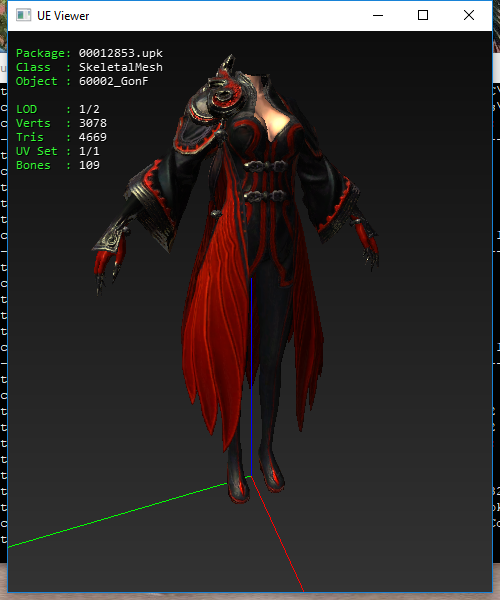 UE Viewer
Package: 00012853.upk
Class : SkeletalMesh
Object : 60002_GonF
LOD : 1/2
Verts : 3078
Tris : 4669
UV Set : 1/1
Bones : 109